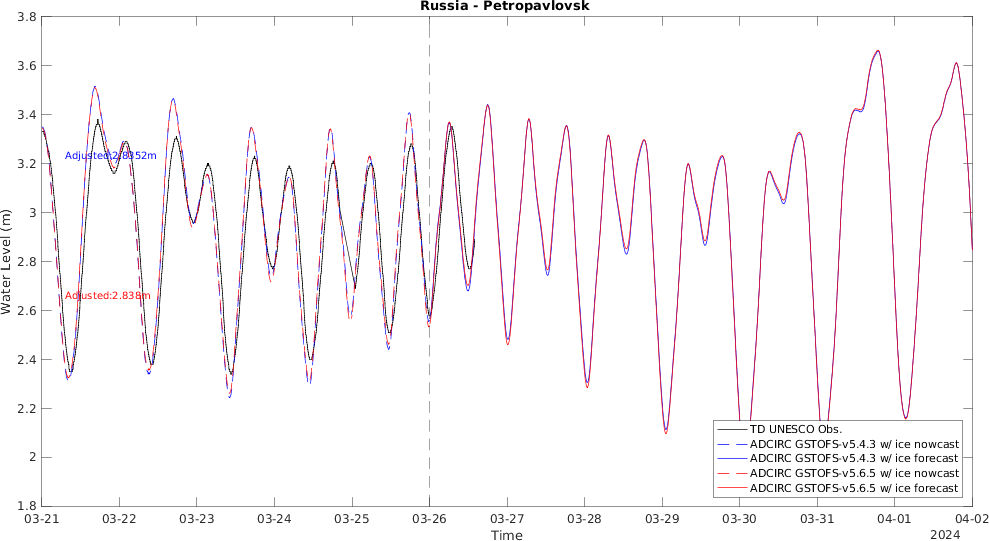 Russia - Petropavlovsk
3.8
3.6
3.4
3.2
3
2.8
2.6
2.4
2.2
2
1.8
Water Level (m)
Adjusted:2.8352m
Adjusted:2.838m
TD UNESCO Obs.
ADCIRC GSTOFS-v5.4.3 w/ ice nowcast
ADCIRC GSTOFS-v5.4.3 w/ ice forecast
ADCIRC GSTOFS-v5.6.5 w/ ice nowcast
ADCIRC GSTOFS-v5.6.5 w/ ice forecast
03-21 03-22 03-23 03-24 03-25 03-26 03-27 03-28 03-29 03-30 03-31 04-01 04-02
Time
2024